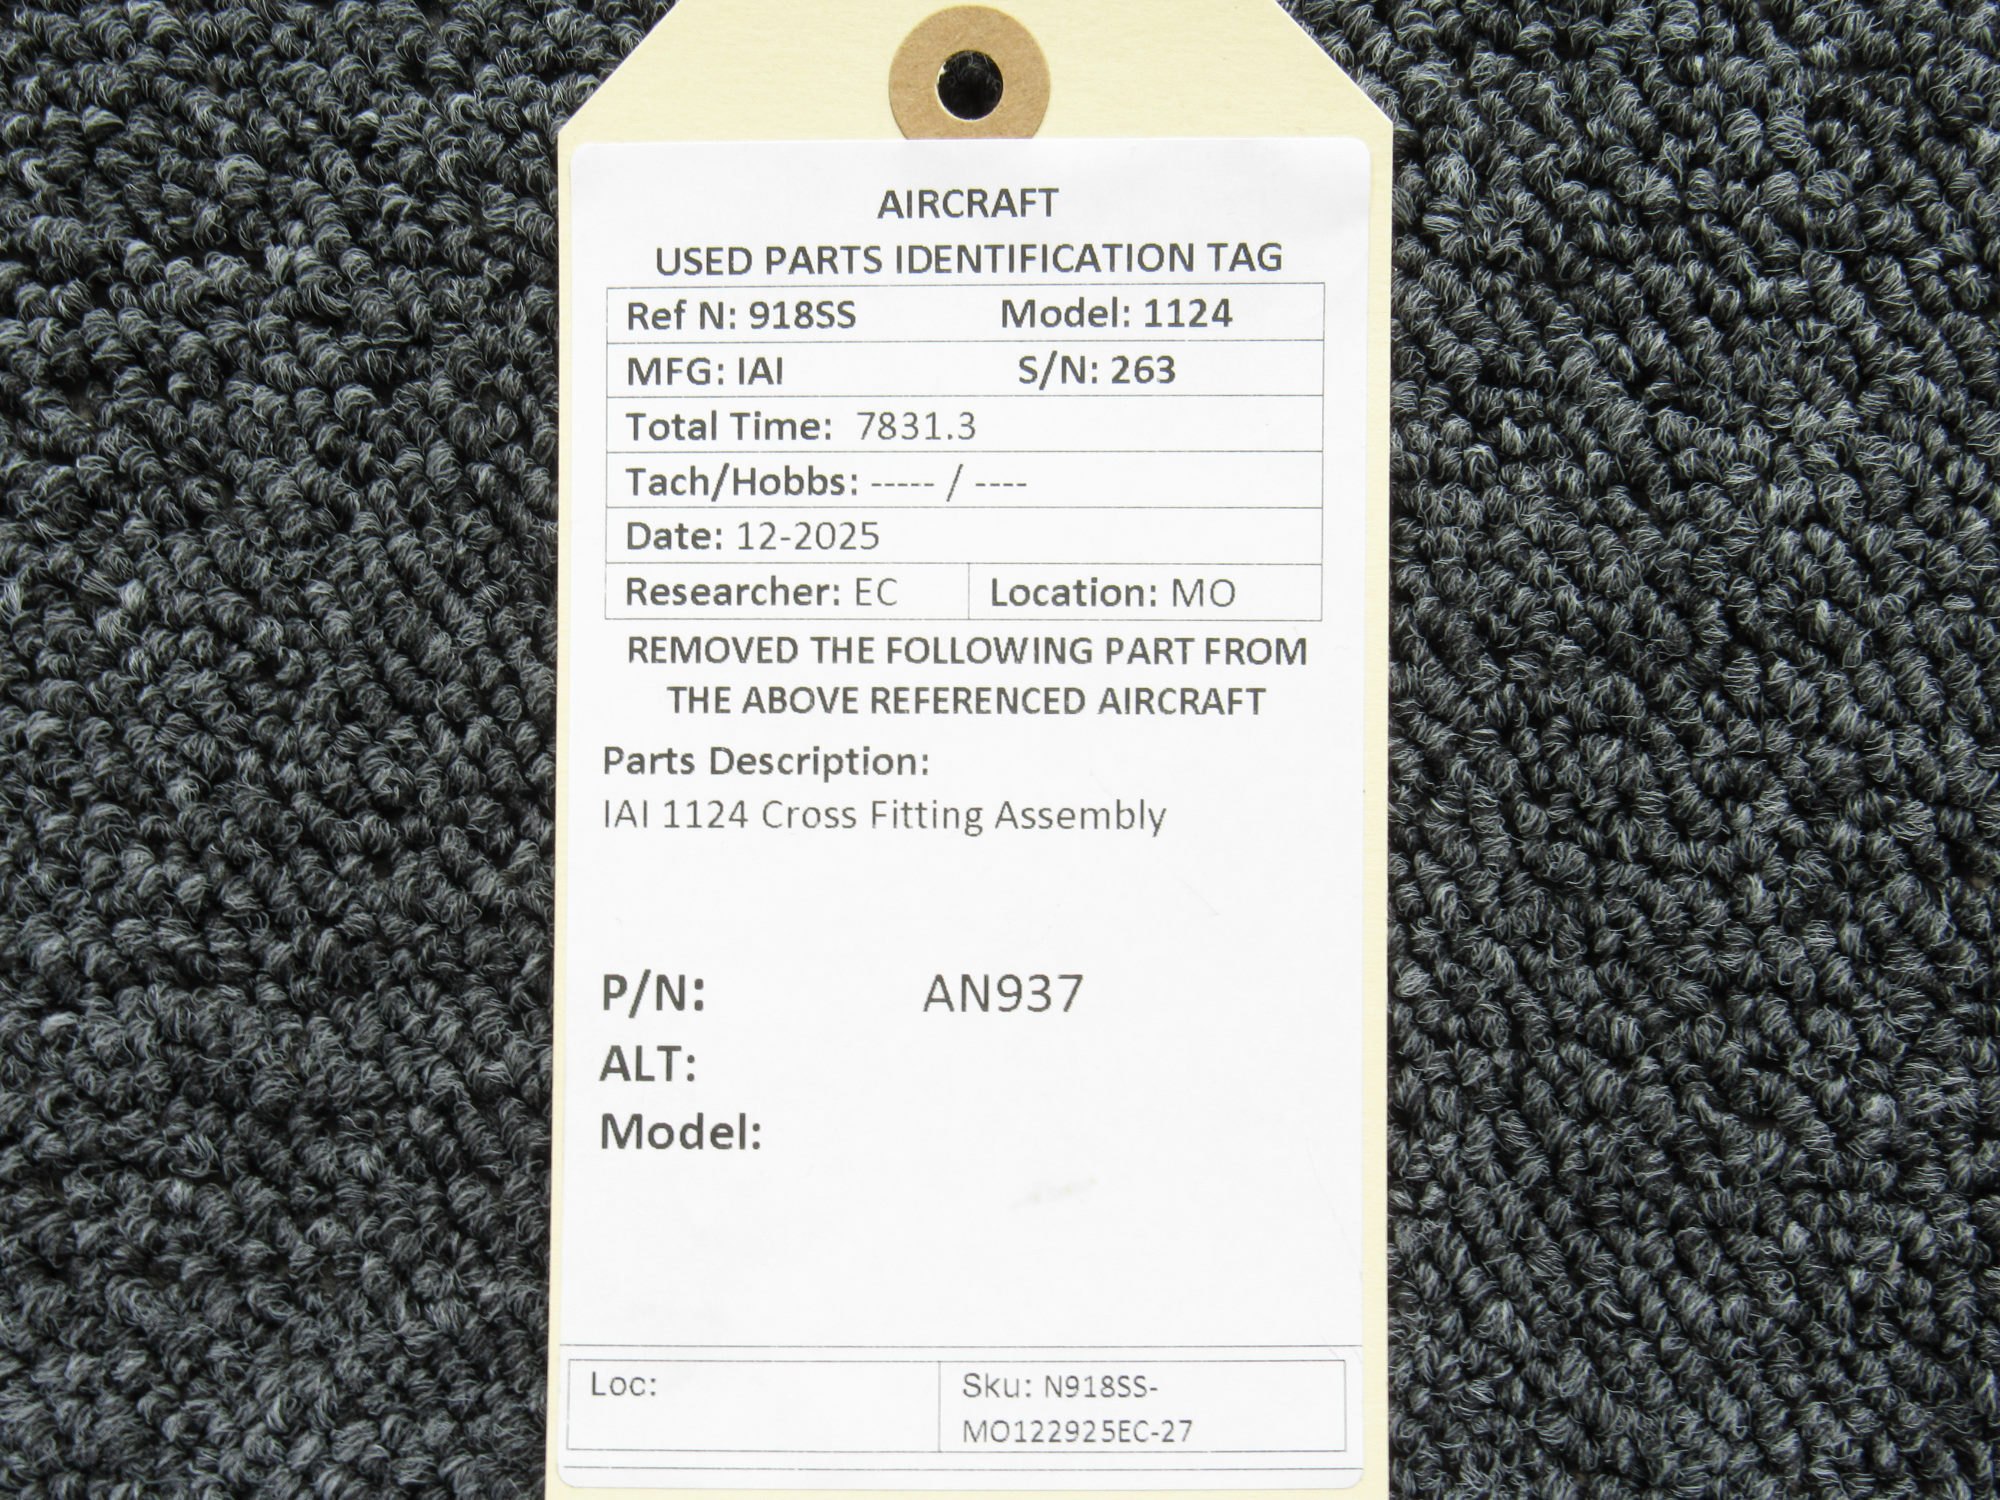 AIRCRAFT
USED PARTS IDENTIFICATION TAG
Ref N: 918SS Model: 1124
MFG: IAI S/N: 263
Total Time: 7831.3
Tach/Hobbs: ----- / ----
Date: 12-2025
Researcher: EC Location: MO
REMOVED THE FOLLOWING PART FROM
THE ABOVE REFERENCED AIRCRAFT
Parts Description:
IAI 1124 Cross Fitting Assembly
P/N: AN937
ALT:
Model:
Loc: Sku: N918SS-
MO122925EC-27